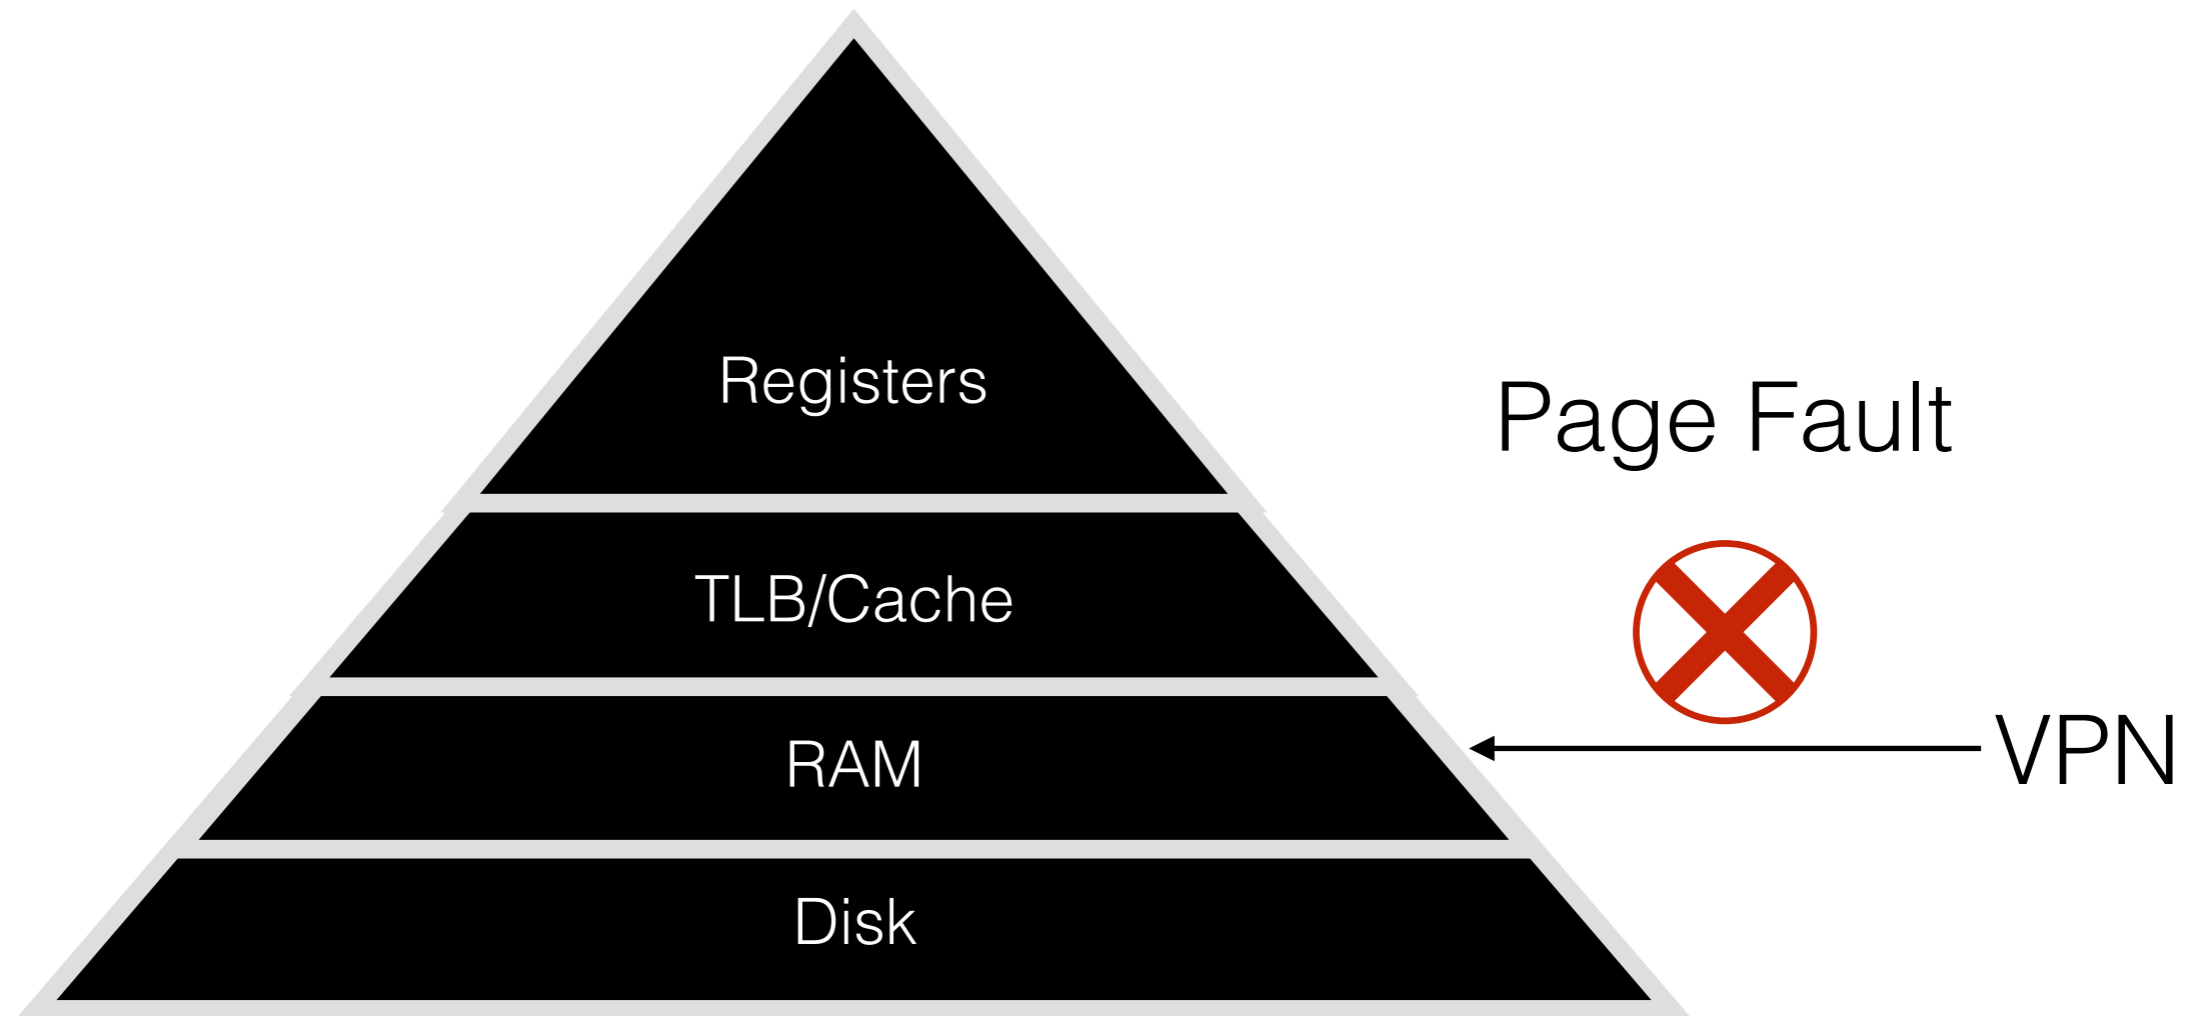 Registers
Page Fault
TLB/Cache
RAM
VPN
Disk